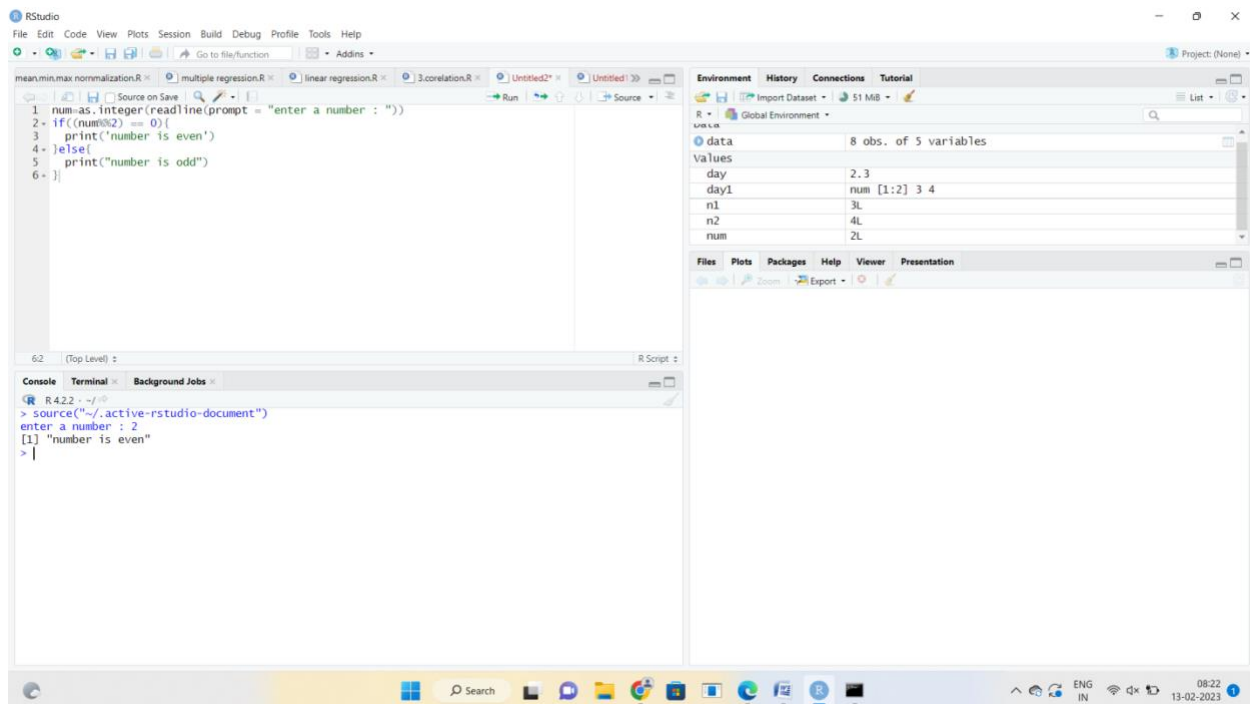 RStudio
File Edit Code View Plots Session Build Debug Profile Tools Help
Go to file/function Addins Project: (None)
mean,min,max nornmalization.R multiple regression.R linear regression.R 3.corelation.R Untitled2* Untitled1
Source on Save Run Source
1 num=as.integer(readline(prompt = "enter a number : "))
2 if((num%%2) == 0){
3 print('number is even')
4 }else{
5 print("number is odd")
6 }
6:2 (Top Level) R Script
Console Terminal Background Jobs
R 4.2.2 · ~/
> source("~/.active-rstudio-document")
enter a number : 2
[1] "number is even"
>
Environment History Connections Tutorial
Import Dataset 51 MiB List
R Global Environment
Data
data 8 obs. of 5 variables
Values
day 2.3
day1 num [1:2] 3 4
n1 3L
n2 4L
num 2L
Files Plots Packages Help Viewer Presentation
Zoom Export
Search
ENG
IN
08:22
13-02-2023
1